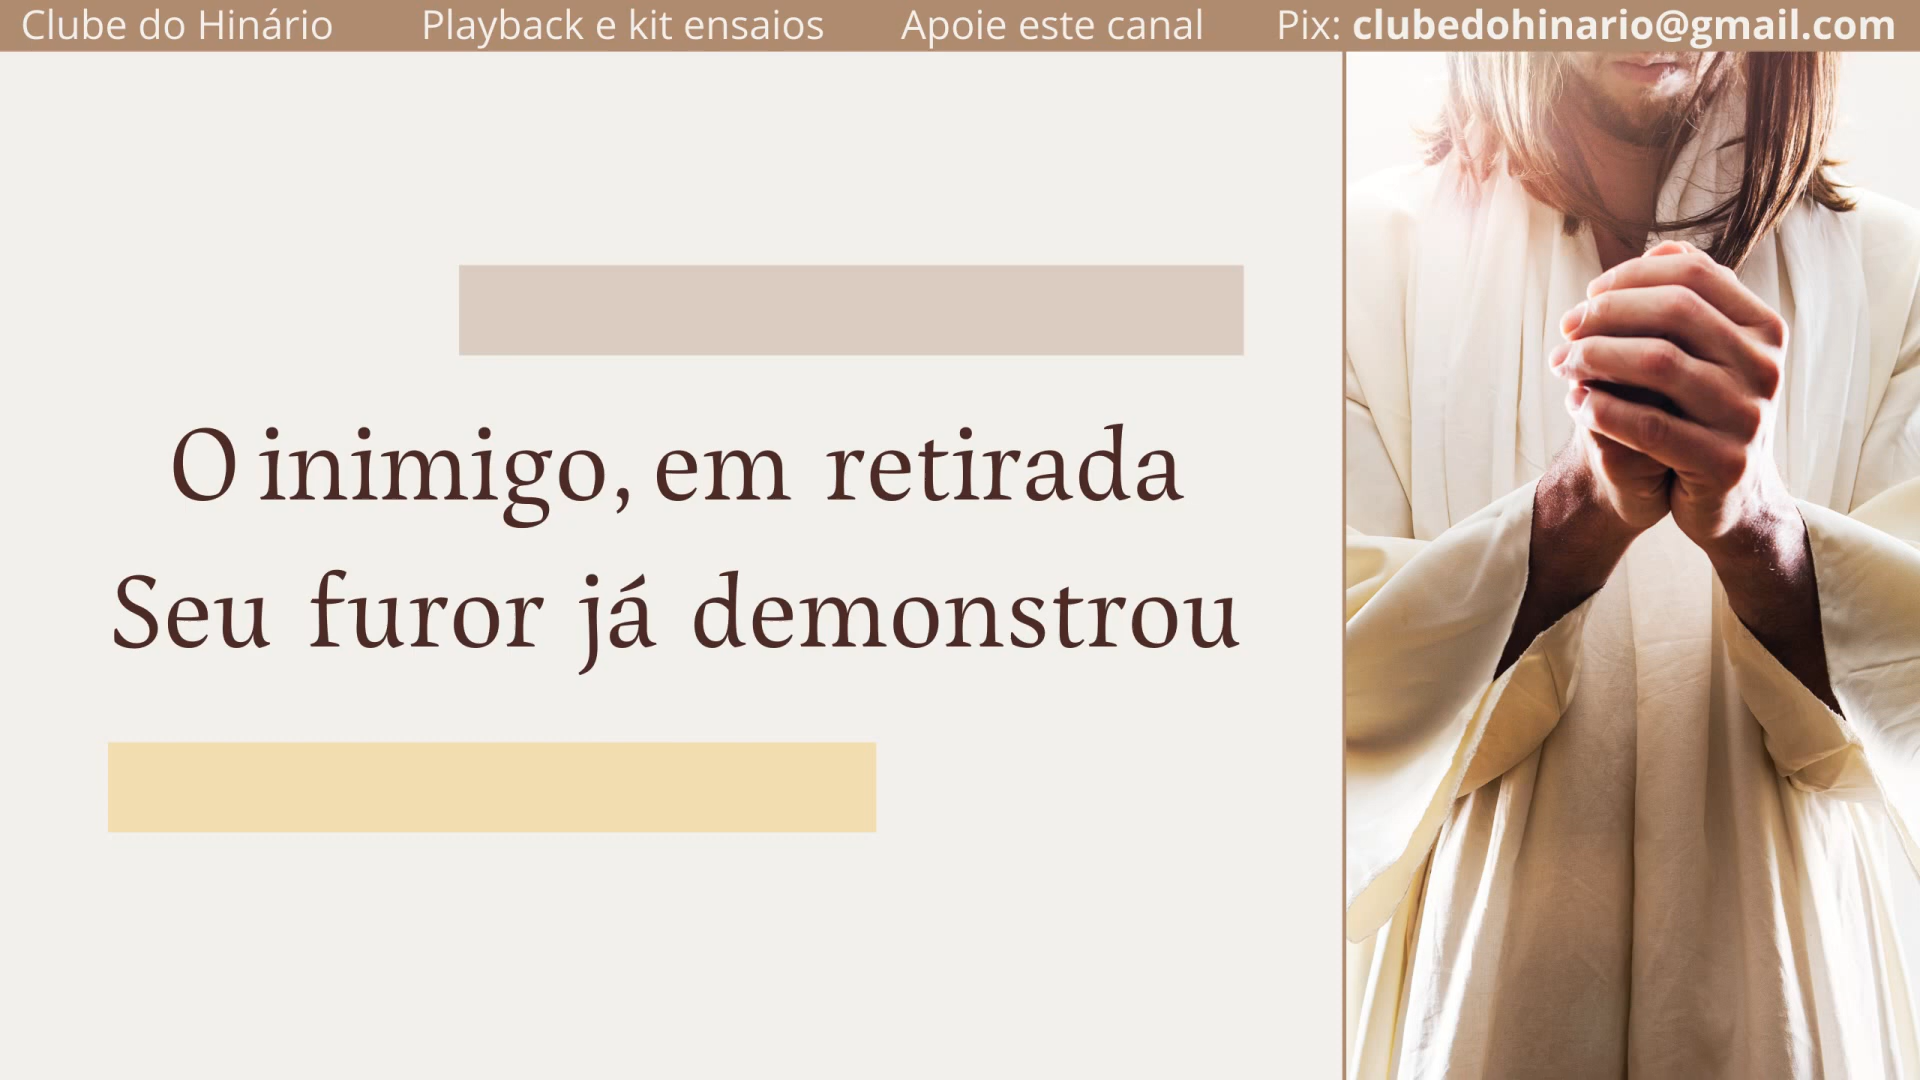 Clube do Hinário Playback e kit ensaios Apoie este canal Pix: clubedohinario@gmail.com
O inimigo, em retirada
Seu furor já demonstrou